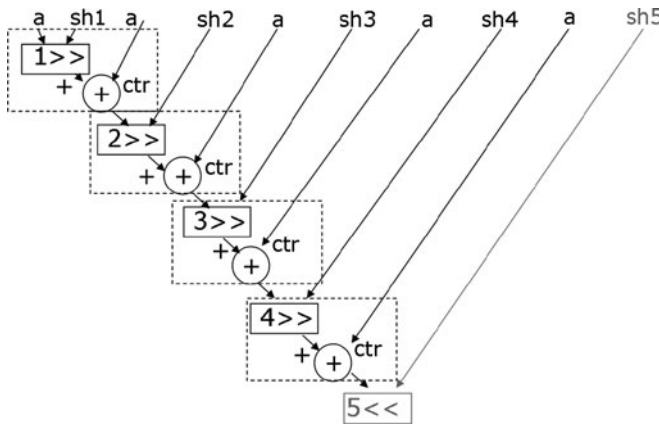 a sh1 a sh2 a sh3 a sh4 a sh5
1>>
+ + ctr
2>>
+ + ctr
3>>
+ + ctr
4>>
+ + ctr
5<<